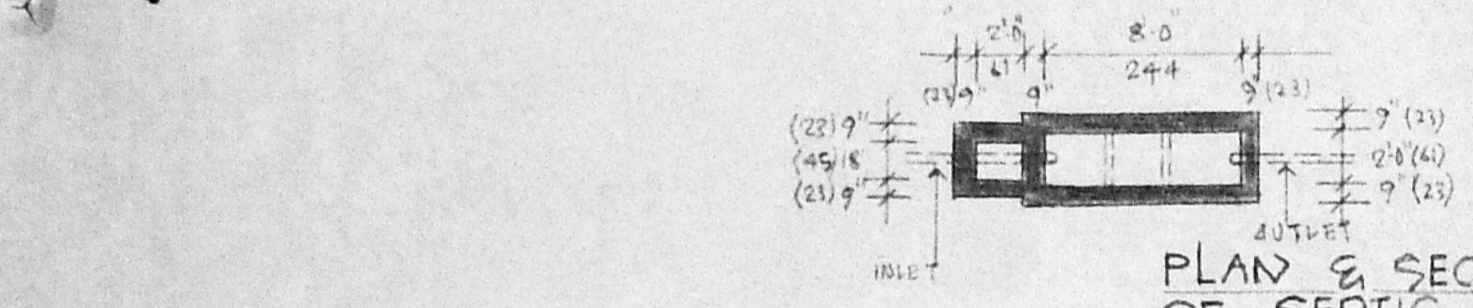 2'0" 8'-0"
61 244
(23) 9" 9" 9" (23)
(23) 9" 9" (23)
(45) 18 2'0" (61)
(23) 9" 9" (23)
OUTLET
INLET
PLAN & SEC